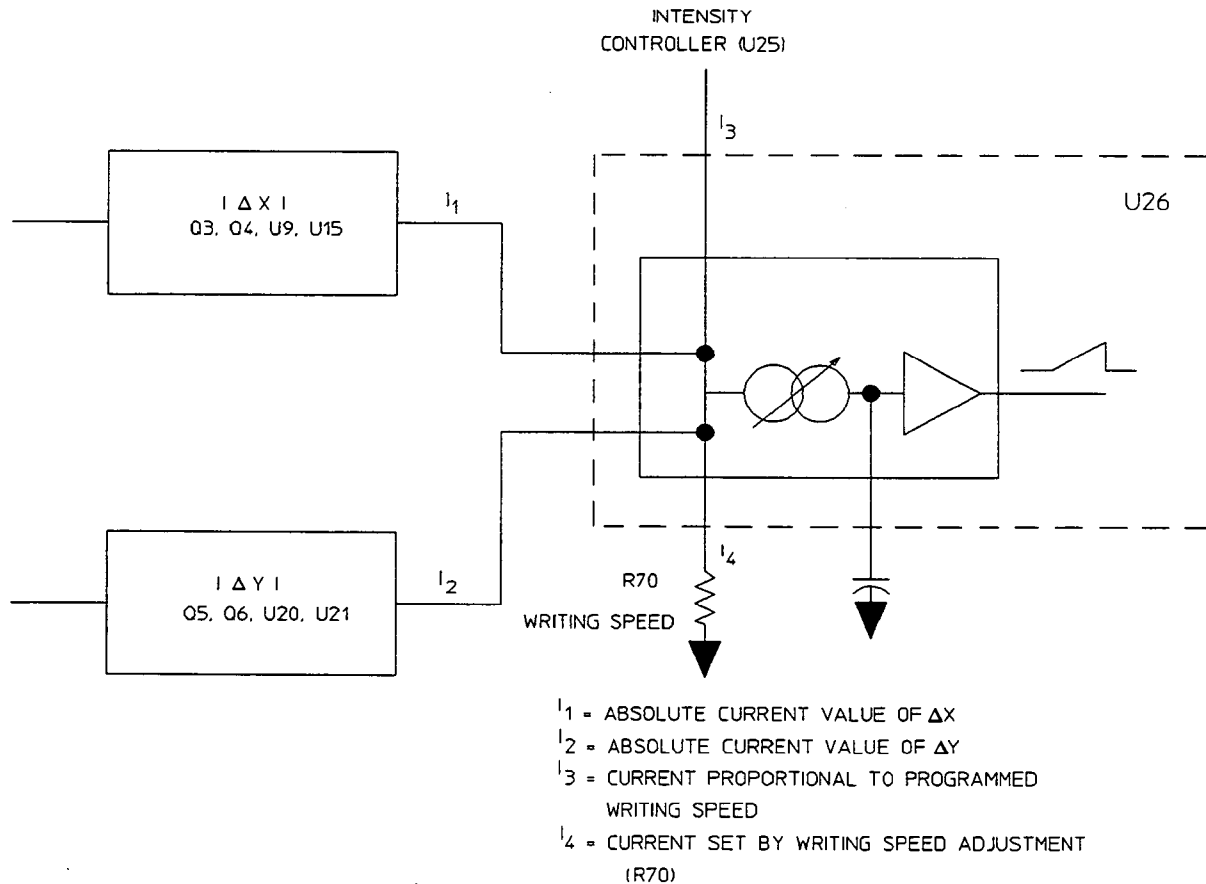 INTENSITY
CONTROLLER (U25)
I3
U26
| Δ X |
Q3, Q4, U9, U15
I1
| Δ Y |
Q5, Q6, U20, U21
I2
I4
R70
WRITING SPEED
I1 = ABSOLUTE CURRENT VALUE OF ΔX
I2 = ABSOLUTE CURRENT VALUE OF ΔY
I3 = CURRENT PROPORTIONAL TO PROGRAMMED
WRITING SPEED
I4 = CURRENT SET BY WRITING SPEED ADJUSTMENT
(R70)